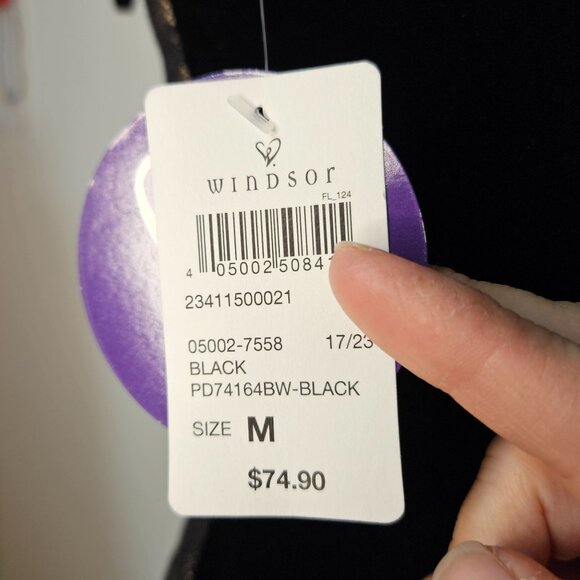 WINDSOR
FL_124
4 05002 5084
23411500021
05002-7558 17/23
BLACK
PD74164BW-BLACK
SIZE M
$74.90